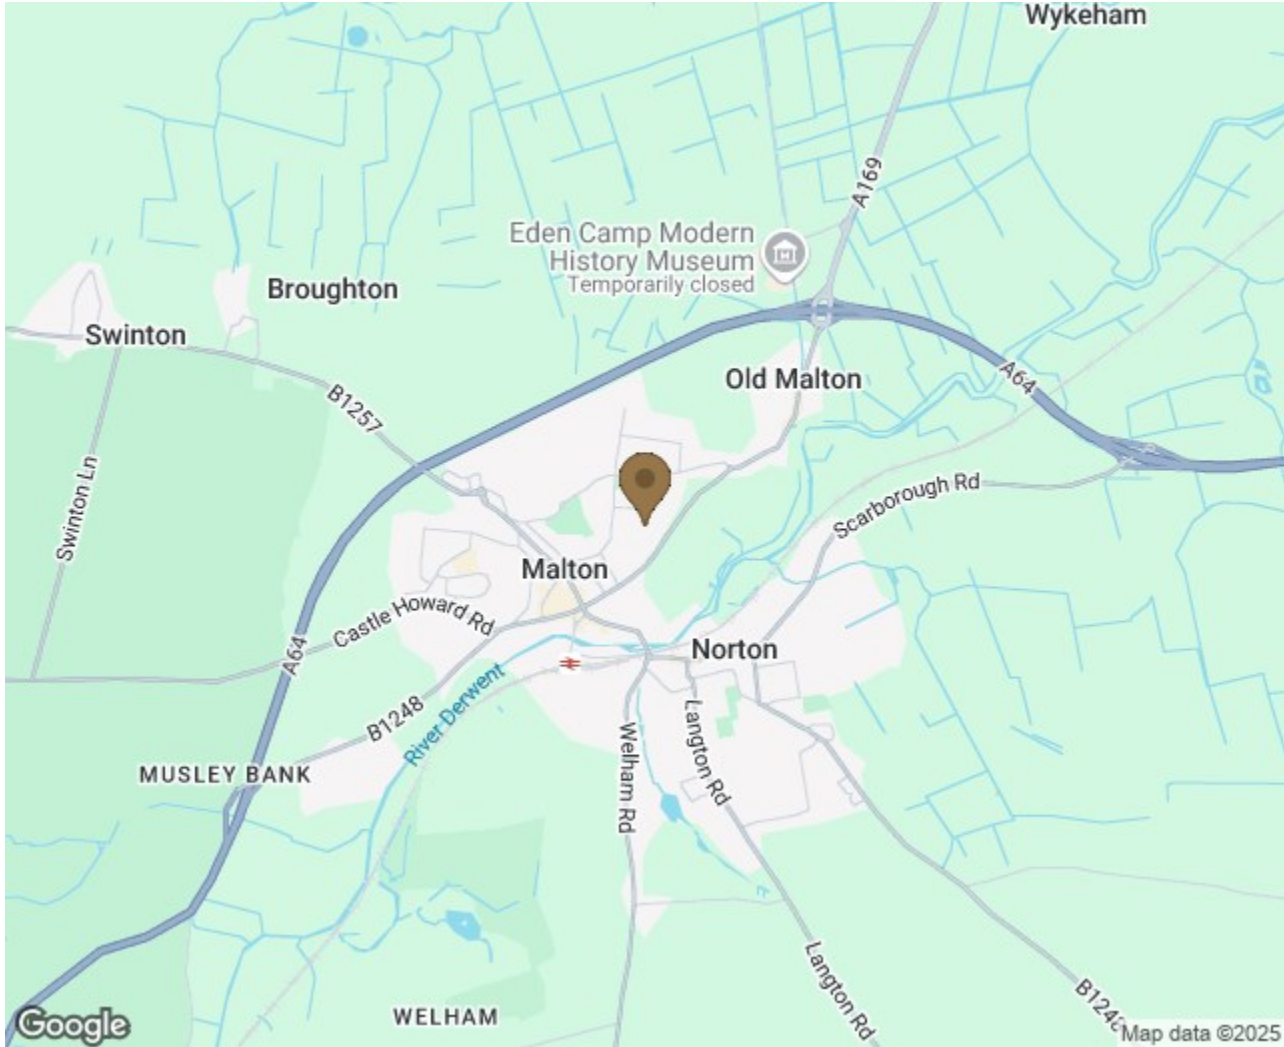 Wykeham
A169
Eden Camp Modern
History Museum
Temporarily closed
Broughton
Swinton
Old Malton
A64
B1257
Swinton Ln
Scarborough Rd
Malton
Castle Howard Rd
A64
Norton
River Derwent
B1248
Langton Rd
Welham Rd
MUSLEY BANK
Langton Rd
B1248
WELHAM
Google
Map data ©2025